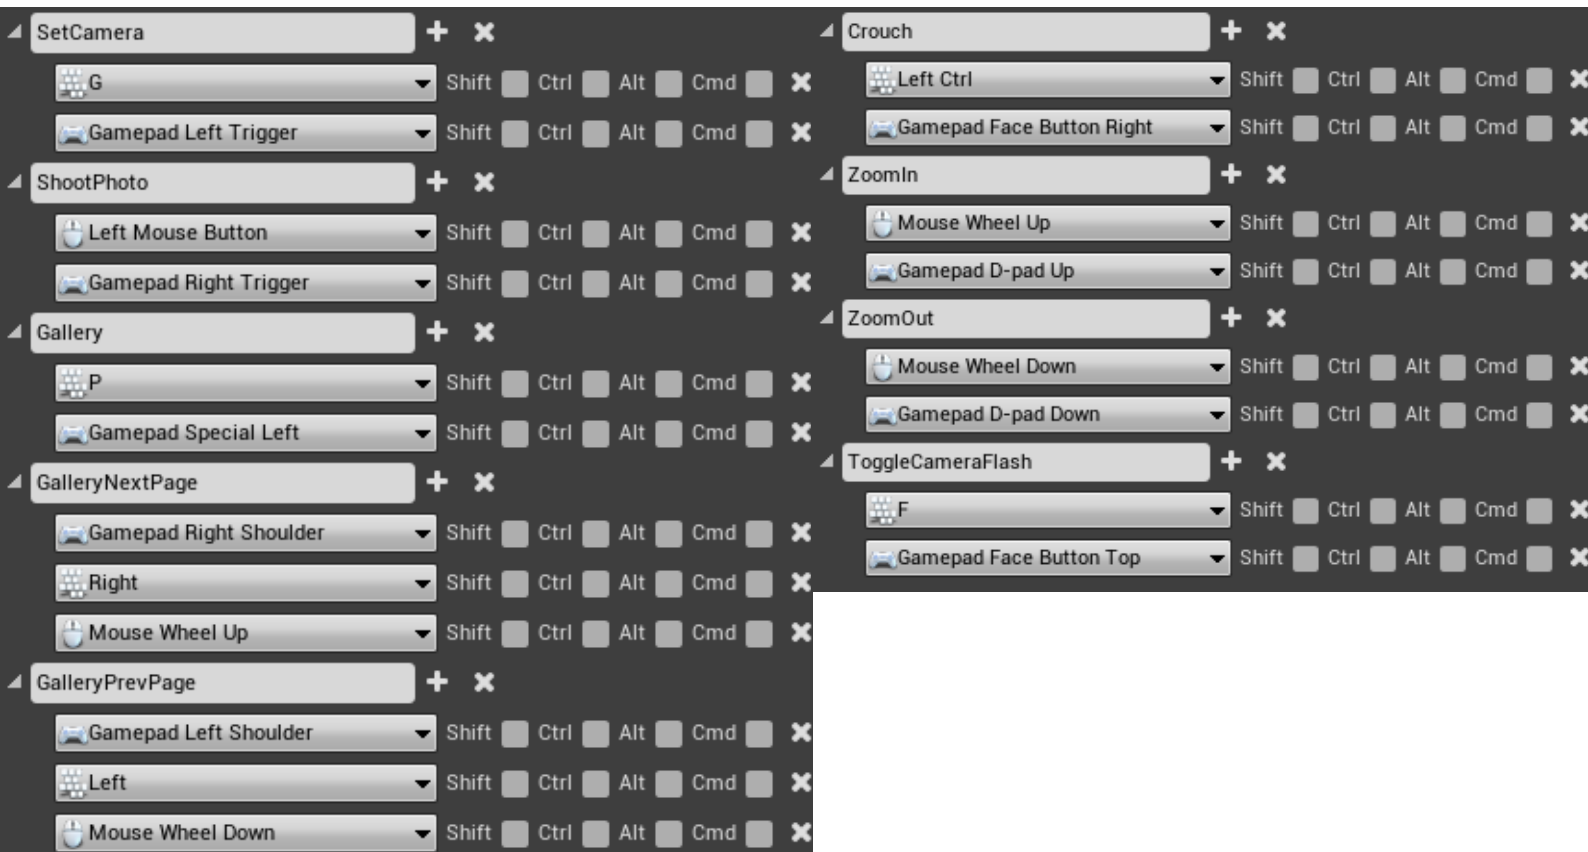 SetCamera
G Shift Ctrl Alt Cmd
Gamepad Left Trigger Shift Ctrl Alt Cmd
ShootPhoto
Left Mouse Button Shift Ctrl Alt Cmd
Gamepad Right Trigger Shift Ctrl Alt Cmd
Gallery
P Shift Ctrl Alt Cmd
Gamepad Special Left Shift Ctrl Alt Cmd
GalleryNextPage
Gamepad Right Shoulder Shift Ctrl Alt Cmd
Right Shift Ctrl Alt Cmd
Mouse Wheel Up Shift Ctrl Alt Cmd
GalleryPrevPage
Gamepad Left Shoulder Shift Ctrl Alt Cmd
Left Shift Ctrl Alt Cmd
Mouse Wheel Down Shift Ctrl Alt Cmd
Crouch
Left Ctrl Shift Ctrl Alt Cmd
Gamepad Face Button Right Shift Ctrl Alt Cmd
ZoomIn
Mouse Wheel Up Shift Ctrl Alt Cmd
Gamepad D-pad Up Shift Ctrl Alt Cmd
ZoomOut
Mouse Wheel Down Shift Ctrl Alt Cmd
Gamepad D-pad Down Shift Ctrl Alt Cmd
ToggleCameraFlash
F Shift Ctrl Alt Cmd
Gamepad Face Button Top Shift Ctrl Alt Cmd